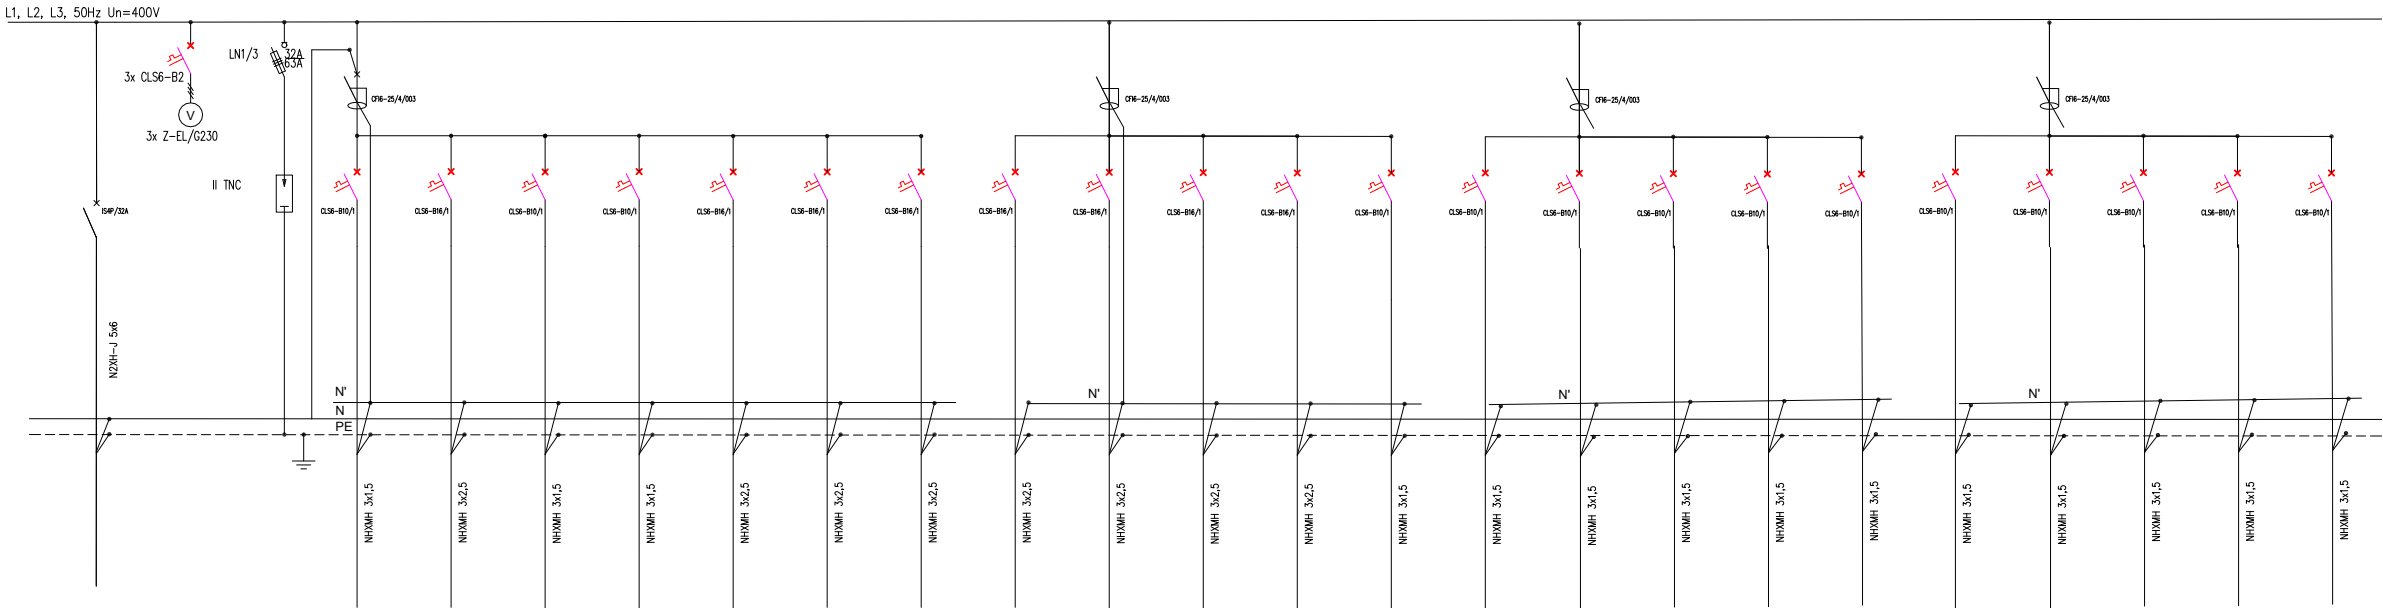 L1, L2, L3, 50Hz Un=400V
LN1/3
32A
63A
3x CLS6-B2
V
3x Z-EL/G230
CFI6-25/4/003
CFI6-25/4/003
CFI6-25/4/003
CFI6-25/4/003
II TNC
IS4P/32A
CLS6-B10/1
CLS6-B16/1
CLS6-B10/1
CLS6-B10/1
CLS6-B16/1
CLS6-B16/1
CLS6-B16/1
CLS6-B16/1
CLS6-B16/1
CLS6-B16/1
CLS6-B16/1
CLS6-B10/1
CLS6-B10/1
CLS6-B10/1
CLS6-B10/1
CLS6-B10/1
CLS6-B10/1
CLS6-B10/1
CLS6-B10/1
CLS6-B10/1
CLS6-B10/1
CLS6-B10/1
N2XH-J 5x6
N'
N'
N'
N'
N
PE
NHXMH 3x1,5
NHXMH 3x2,5
NHXMH 3x1,5
NHXMH 3x1,5
NHXMH 3x2,5
NHXMH 3x2,5
NHXMH 3x2,5
NHXMH 3x2,5
NHXMH 3x2,5
NHXMH 3x2,5
NHXMH 3x2,5
NHXMH 3x1,5
NHXMH 3x1,5
NHXMH 3x1,5
NHXMH 3x1,5
NHXMH 3x1,5
NHXMH 3x1,5
NHXMH 3x1,5
NHXMH 3x1,5
NHXMH 3x1,5
NHXMH 3x1,5
NHXMH 3x1,5